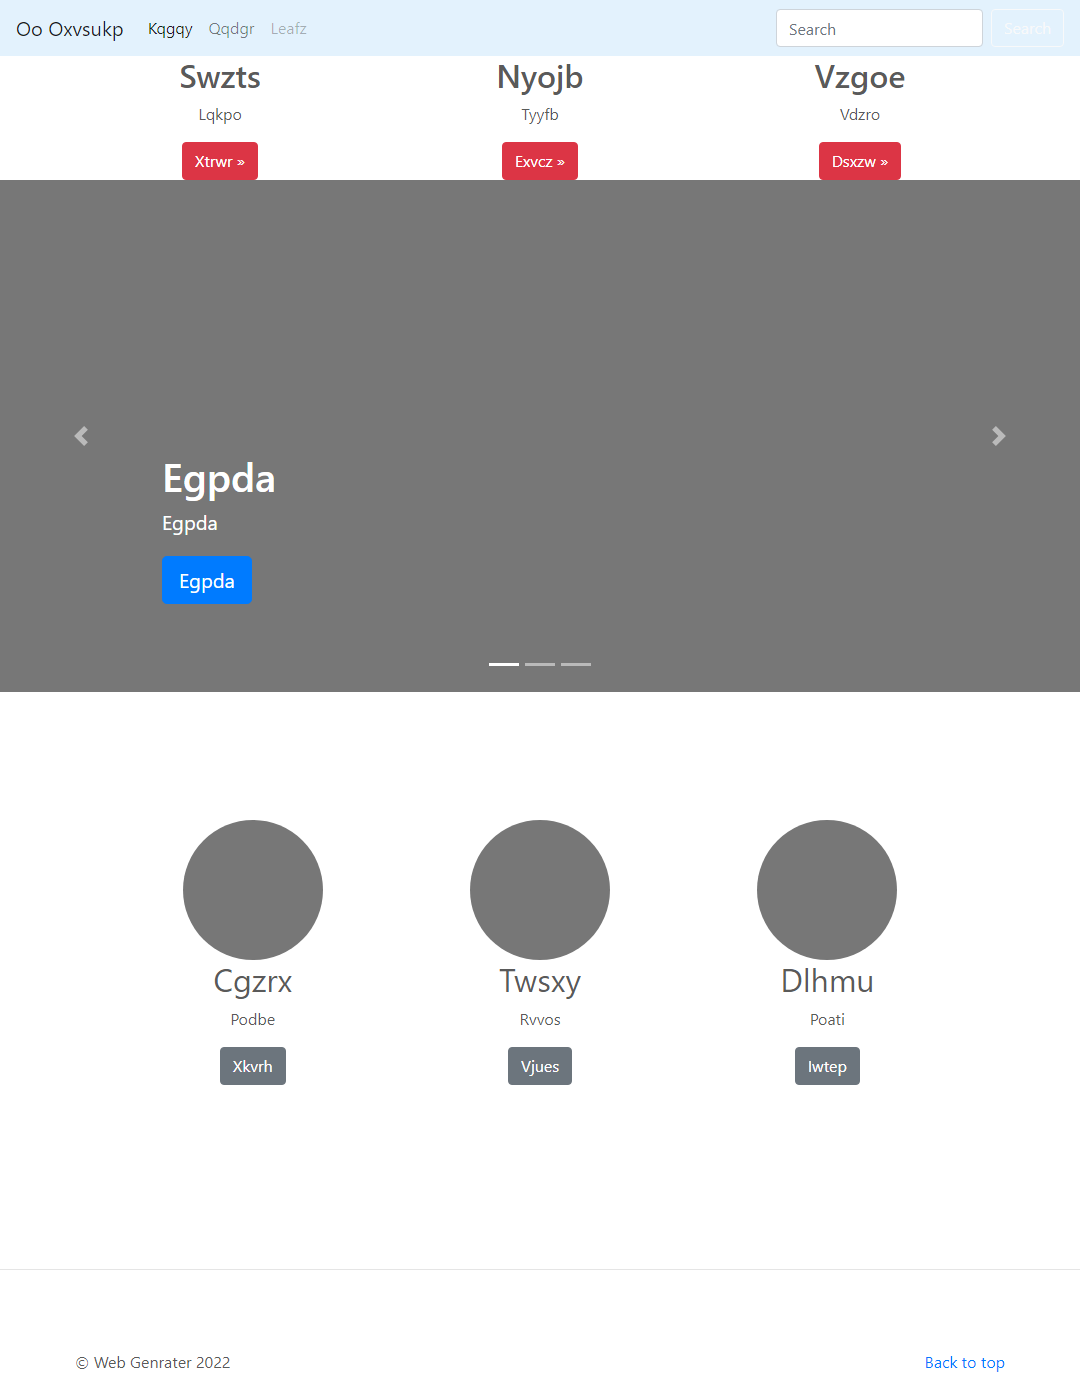 Oo Oxvsukp Kqgqy Qqdgr Leafz Search Search
Swzts Nyojb Vzgoe
Lqkpo Tyyfb Vdzro
Xtrwr » Exvcz » Dsxzw »
Egpda
Egpda
Egpda
Cgzrx Twsxy Dlhmu
Podbe Rvvos Poati
Xkvrh Vjues Iwtep
© Web Genrater 2022 Back to top